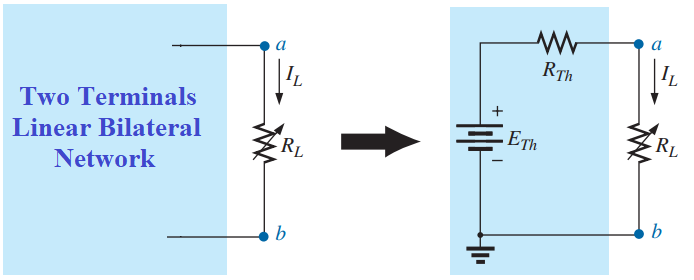 a
I_L
Two Terminals
Linear Bilateral
Network
R_L
b
a
R_Th
I_L
+
E_Th
R_L
–
b